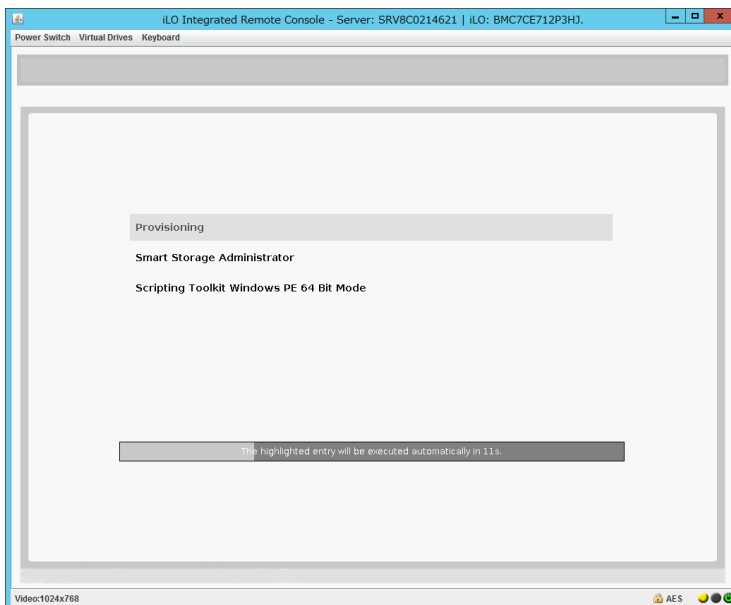 iLO Integrated Remote Console - Server: SRV8C0214621 | iLO: BMC7CE712P3HJ.
Power Switch Virtual Drives Keyboard
Provisioning
Smart Storage Administrator
Scripting Toolkit Windows PE 64 Bit Mode
The highlighted entry will be executed automatically in 11s.
Video:1024x768 AES